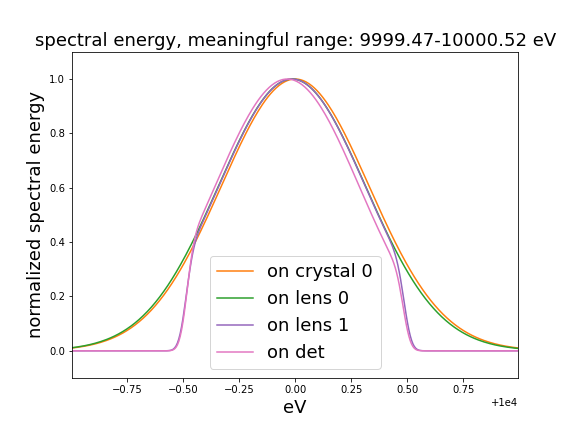 spectral energy, meaningful range: 9999.47-10000.52 eV
normalized spectral energy
1.0
0.8
0.6
0.4
0.2
0.0
on crystal 0
on lens 0
on lens 1
on det
−0.75
−0.50
−0.25
0.00
0.25
0.50
0.75
eV
+1e4